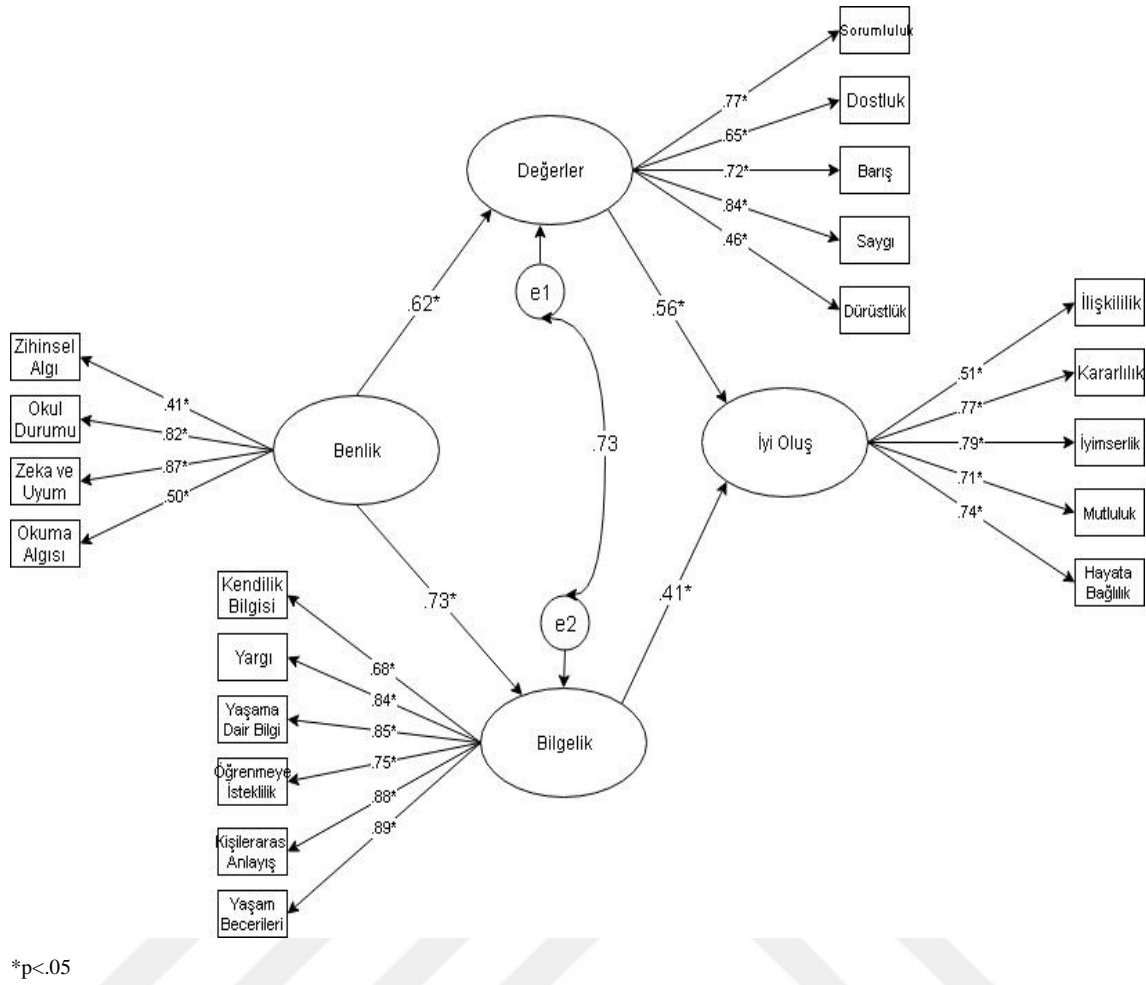 Sorumluluk
.77*
Dostluk
.65*
Değerler
.72*
Barış
.84*
Saygı
.46*
Dürüstlük
e1
.62*
.56*
İlişkililik
Zihinsel
Algı
.41*
.51*
Kararlılık
Okul
Durumu
.82*
.77*
Benlik
.73
İyi Oluş
.79*
İyimserlik
Zeka ve
Uyum
.87*
.71*
Mutluluk
.50*
.74*
Okuma
Algısı
Hayata
Bağlılık
Kendilik
Bilgisi
.73*
.41*
e2
.68*
Yargı
.84*
Yaşama
Dair Bilgi
.85*
Bilgelik
.75*
Öğrenmeye
İsteklilik
.88*
Kişileraras
Anlayış
.89*
Yaşam
Becerileri
*p<.05